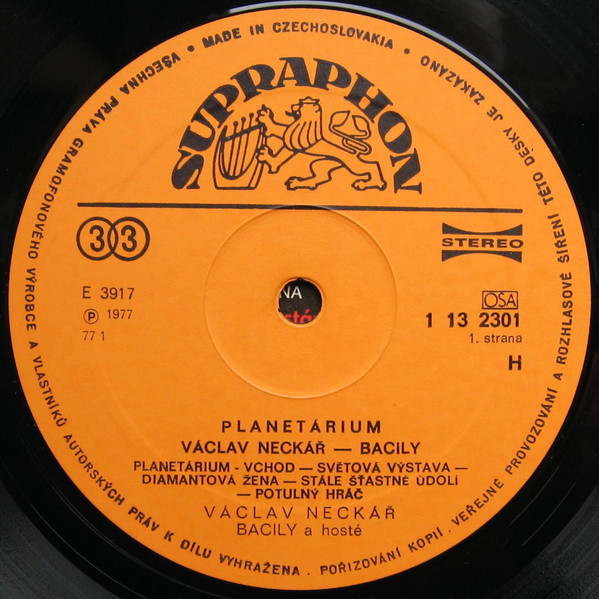 VŠECHNA PRÁVA GRAMOFONOVÉHO VÝROBCE A VLASTNÍKŮ AUTORSKÝCH PRÁV K DÍLU VYHRAŽENA. POŘIZOVÁNÍ KOPIÍ. VEŘEJNÉ PROVOZOVÁNÍ A ROZHLASOVÉ ŠÍŘENÍ TÉTO DESKY JE ZAKÁZÁNO • MADE IN CZECHOSLOVAKIA •
SUPRAPHON
33
STEREO
E 3917
Ⓟ 1977
77 1
NA
stá
OSA
1 13 2301
1. strana
H
PLANETÁRIUM
VÁCLAV NECKÁŘ — BACILY
PLANETÁRIUM - VCHOD — SVĚTOVÁ VÝSTAVA —
DIAMANTOVÁ ŽENA — STÁLE ŠŤASTNÉ ÚDOLÍ
— POTULNÝ HRÁČ
VÁCLAV NECKÁŘ
BACILY a hosté